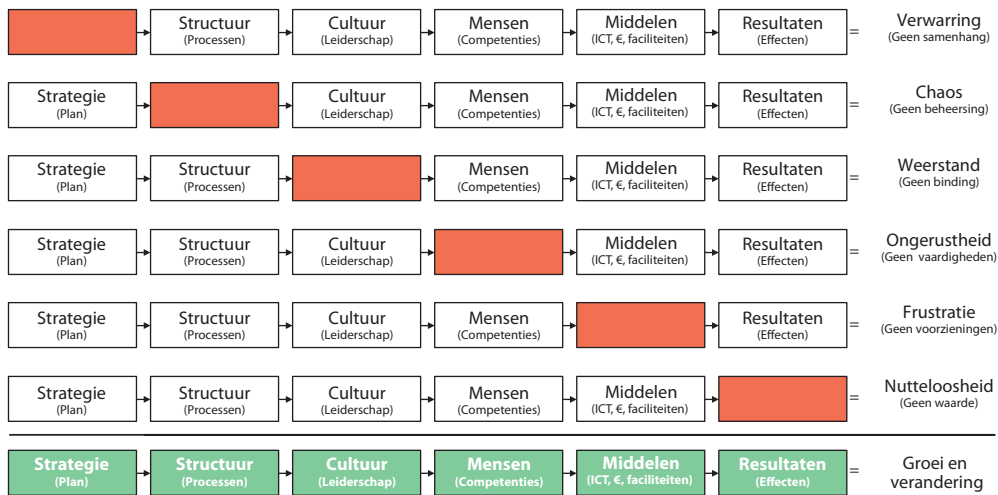 Structuur
(Processen)
Cultuur
(Leiderschap)
Mensen
(Competenties)
Middelen
(ICT, €, faciliteiten)
Resultaten
(Effecten)
=
Verwarring
(Geen samenhang)
Strategie
(Plan)
Cultuur
(Leiderschap)
Mensen
(Competenties)
Middelen
(ICT, €, faciliteiten)
Resultaten
(Effecten)
=
Chaos
(Geen beheersing)
Strategie
(Plan)
Structuur
(Processen)
Mensen
(Competenties)
Middelen
(ICT, €, faciliteiten)
Resultaten
(Effecten)
=
Weerstand
(Geen binding)
Strategie
(Plan)
Structuur
(Processen)
Cultuur
(Leiderschap)
Middelen
(ICT, €, faciliteiten)
Resultaten
(Effecten)
=
Ongerustheid
(Geen vaardigheden)
Strategie
(Plan)
Structuur
(Processen)
Cultuur
(Leiderschap)
Mensen
(Competenties)
Resultaten
(Effecten)
=
Frustratie
(Geen voorzieningen)
Strategie
(Plan)
Structuur
(Processen)
Cultuur
(Leiderschap)
Mensen
(Competenties)
Middelen
(ICT, €, faciliteiten)
=
Nutteloosheid
(Geen waarde)
Strategie
(Plan)
Structuur
(Processen)
Cultuur
(Leiderschap)
Mensen
(Competenties)
Middelen
(ICT, €, faciliteiten)
Resultaten
(Effecten)
=
Groei en
verandering